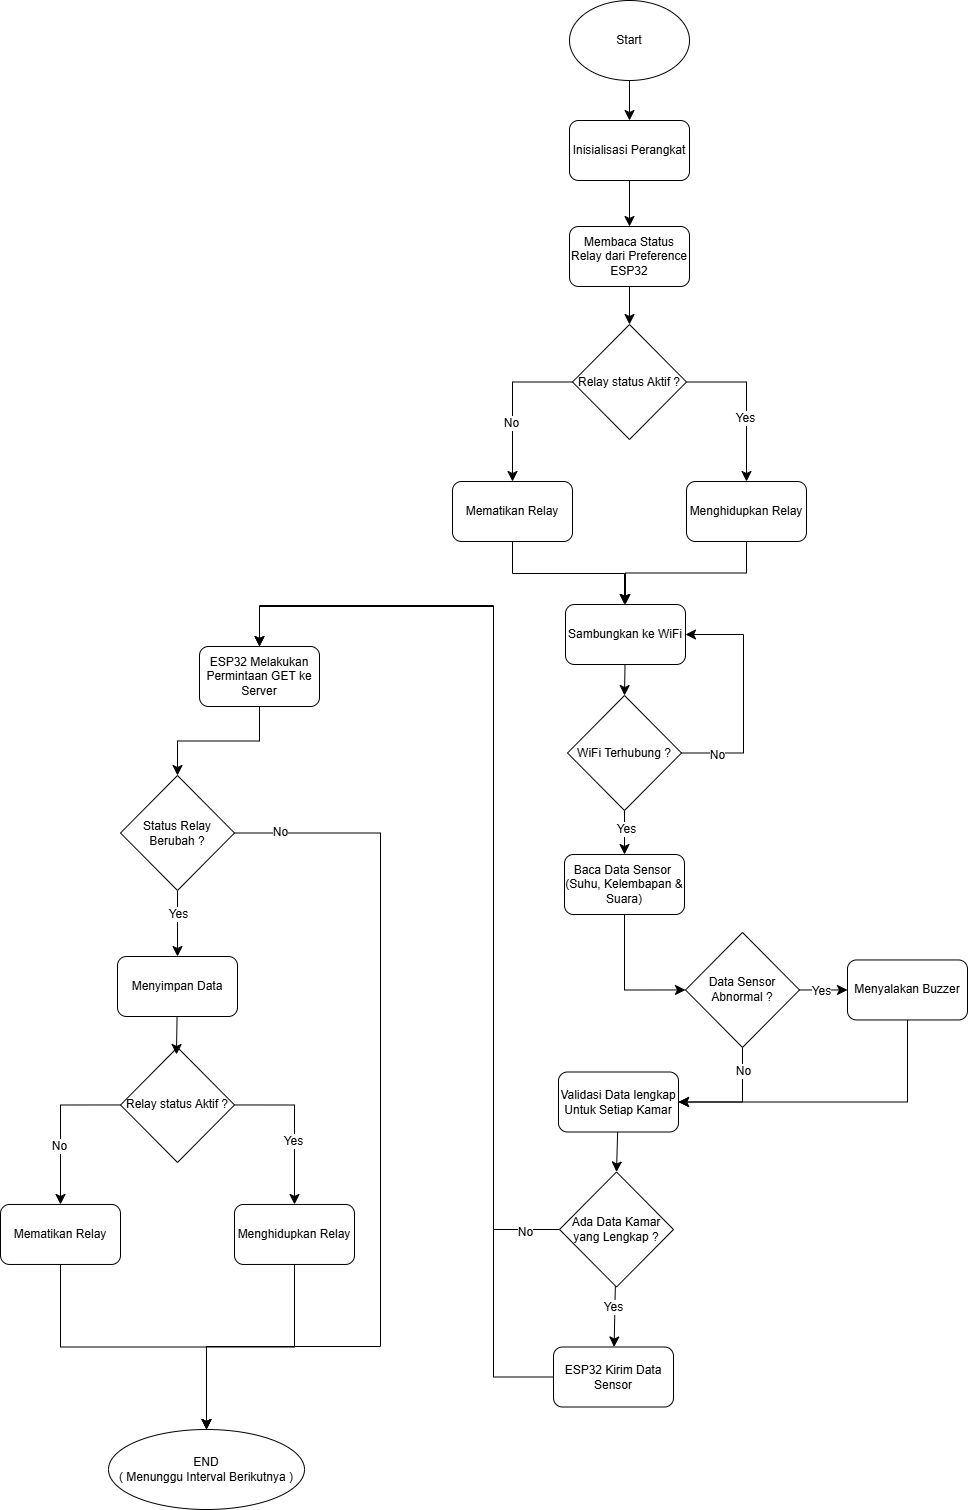 Start
Inisialisasi Perangkat
Membaca Status
Relay dari Preference
ESP32
Relay status Aktif ?
No
Yes
Mematikan Relay
Menghidupkan Relay
Sambungkan ke WiFi
WiFi Terhubung ?
No
Yes
Baca Data Sensor
(Suhu, Kelembapan &
Suara)
Data Sensor
Abnormal ?
Yes
Menyalakan Buzzer
No
Validasi Data lengkap
Untuk Setiap Kamar
Ada Data Kamar
yang Lengkap ?
No
Yes
ESP32 Kirim Data
Sensor
ESP32 Melakukan
Permintaan GET ke
Server
Status Relay
Berubah ?
No
Yes
Menyimpan Data
Relay status Aktif ?
No
Yes
Mematikan Relay
Menghidupkan Relay
END
( Menunggu Interval Berikutnya )